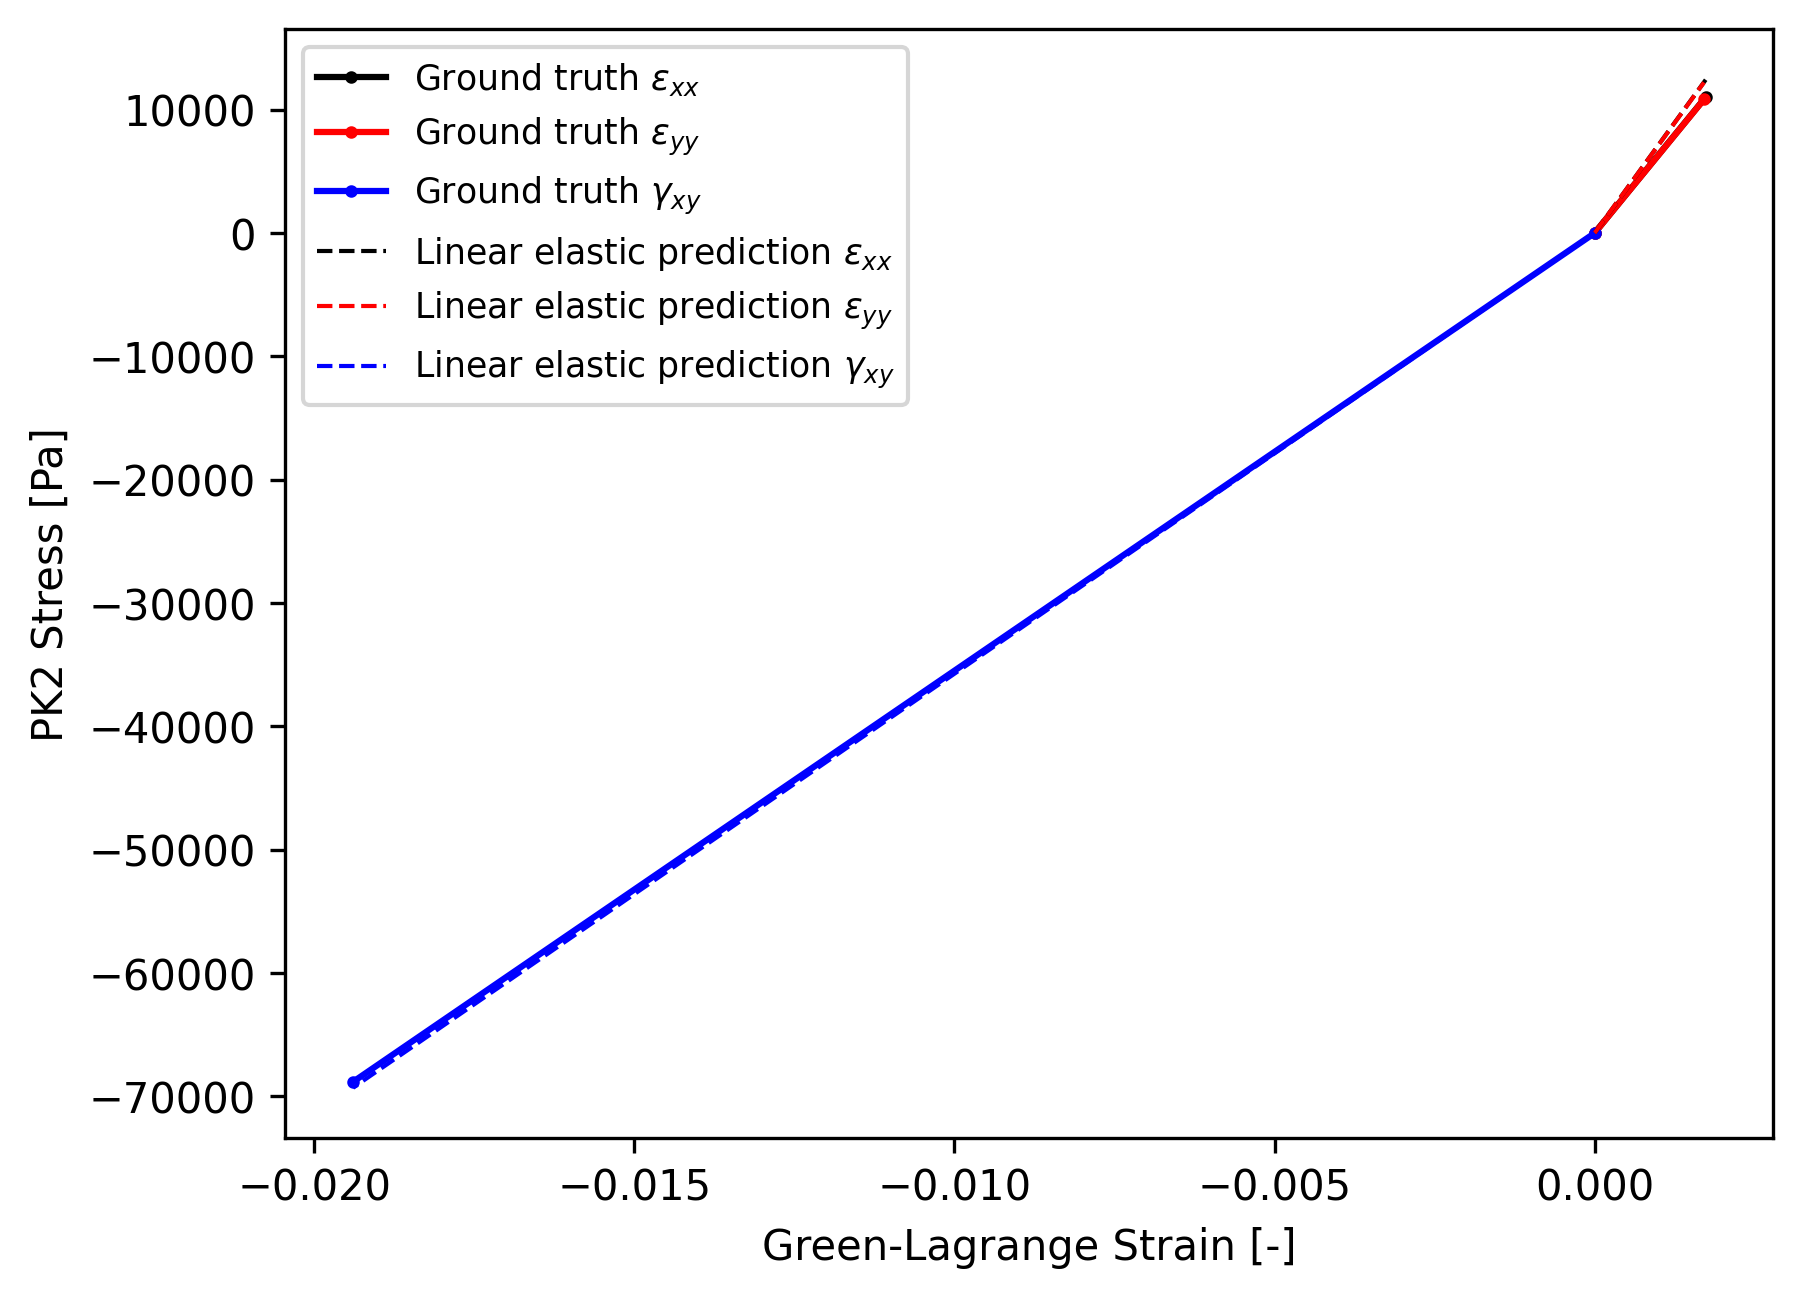 Ground truth εxx
Ground truth εyy
Ground truth γxy
Linear elastic prediction εxx
Linear elastic prediction εyy
Linear elastic prediction γxy
10000
0
−10000
−20000
−30000
−40000
−50000
−60000
−70000
PK2 Stress [Pa]
−0.020 −0.015 −0.010 −0.005 0.000
Green-Lagrange Strain [-]